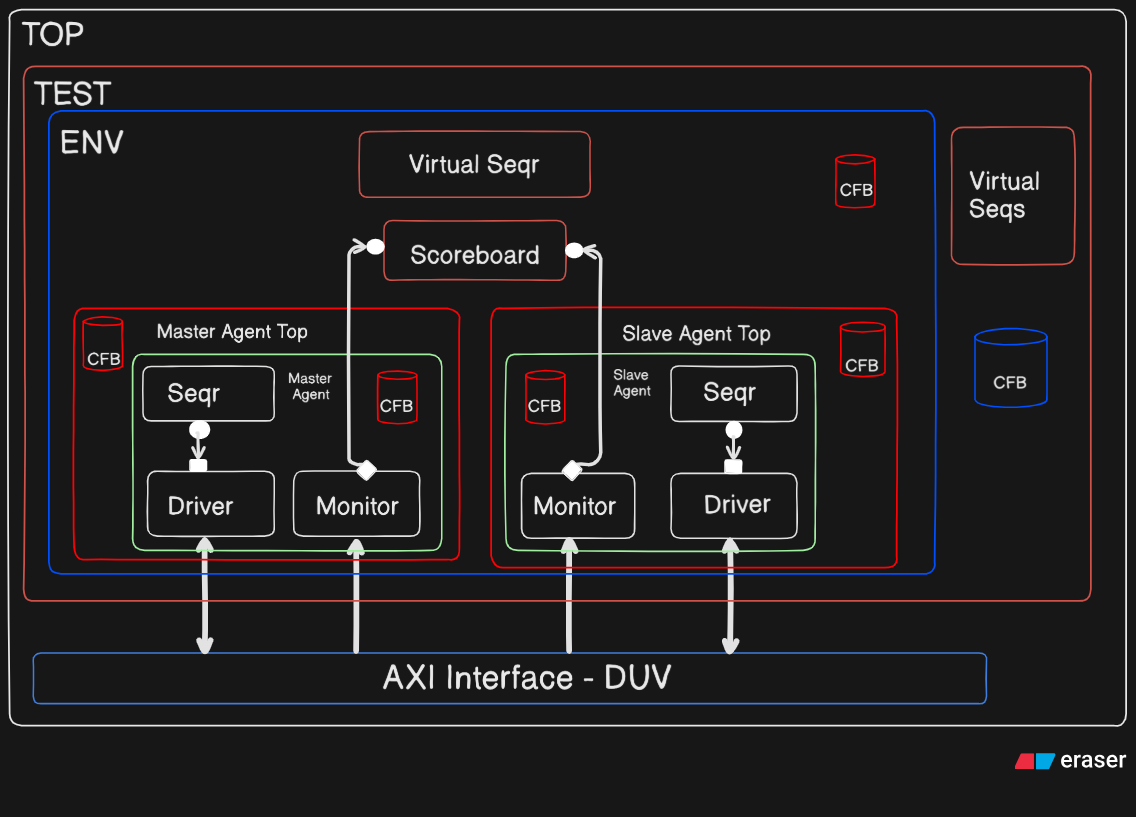 TOP
TEST
ENV
Virtual Seqr
CFB
Virtual
Seqs
Scoreboard
Master Agent Top
CFB
Master
Agent
CFB
Seqr
Driver
Monitor
Slave Agent Top
CFB
Slave
Agent
CFB
Seqr
Monitor
Driver
CFB
AXI Interface - DUV
eraser